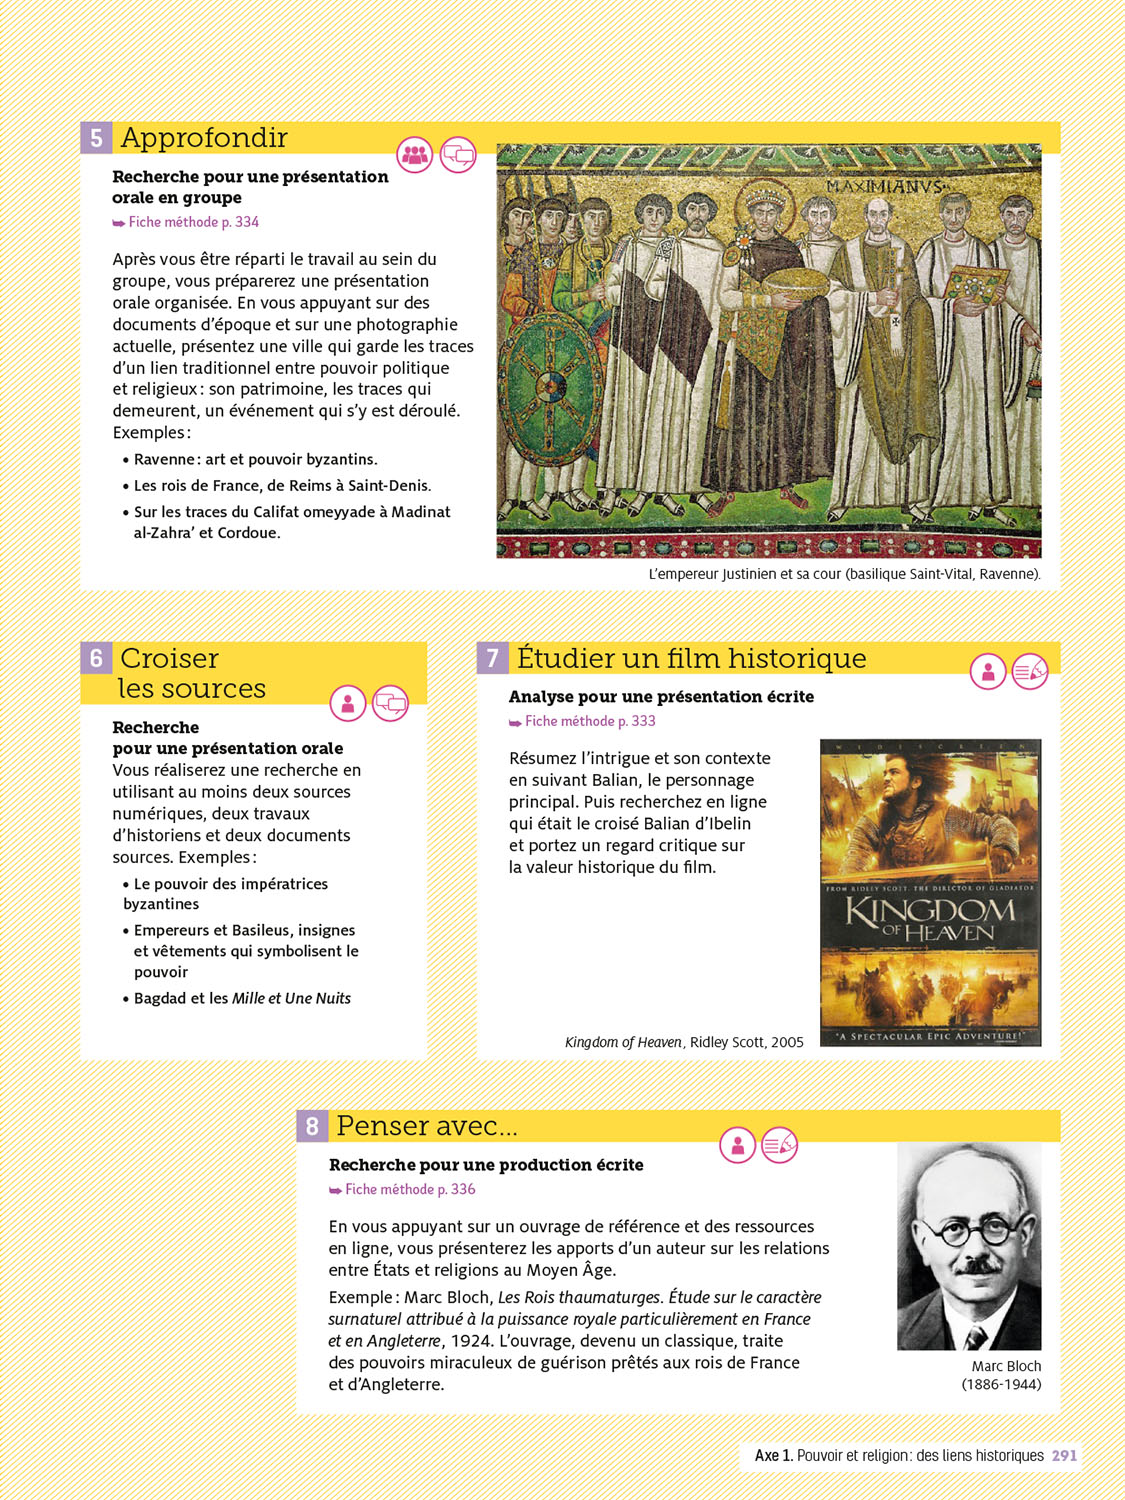 5 Approfondir
Recherche pour une présentation
orale en groupe
➥ Fiche méthode p. 334
Après vous être réparti le travail au sein du
groupe, vous préparerez une présentation
orale organisée. En vous appuyant sur des
documents d’époque et sur une photographie
actuelle, présentez une ville qui garde les traces
d’un lien traditionnel entre pouvoir politique
et religieux : son patrimoine, les traces qui
demeurent, un événement qui s’y est déroulé.
Exemples :
• Ravenne : art et pouvoir byzantins.
• Les rois de France, de Reims à Saint-Denis.
• Sur les traces du Califat omeyyade à Madinat
al-Zahra’ et Cordoue.
MAXIMIANVS
L’empereur Justinien et sa cour (basilique Saint-Vital, Ravenne).
6 Croiser
les sources
Recherche
pour une présentation orale
Vous réaliserez une recherche en
utilisant au moins deux sources
numériques, deux travaux
d’historiens et deux documents
sources. Exemples :
• Le pouvoir des impératrices
byzantines
• Empereurs et Basileus, insignes
et vêtements qui symbolisent le
pouvoir
• Bagdad et les Mille et Une Nuits
7 Étudier un film historique
Analyse pour une présentation écrite
➥ Fiche méthode p. 333
Résumez l’intrigue et son contexte
en suivant Balian, le personnage
principal. Puis recherchez en ligne
qui était le croisé Balian d’Ibelin
et portez un regard critique sur
la valeur historique du film.
WIDESCREEN
FROM RIDLEY SCOTT, THE DIRECTOR OF GLADIATOR
KINGDOM
OF HEAVEN
"A SPECTACULAR EPIC ADVENTURE!"
Kingdom of Heaven, Ridley Scott, 2005
8 Penser avec...
Recherche pour une production écrite
➥ Fiche méthode p. 336
En vous appuyant sur un ouvrage de référence et des ressources
en ligne, vous présenterez les apports d’un auteur sur les relations
entre États et religions au Moyen Âge.
Exemple : Marc Bloch, Les Rois thaumaturges. Étude sur le caractère
surnaturel attribué à la puissance royale particulièrement en France
et en Angleterre, 1924. L’ouvrage, devenu un classique, traite
des pouvoirs miraculeux de guérison prêtés aux rois de France
et d’Angleterre.
Marc Bloch
(1886-1944)
Axe 1. Pouvoir et religion : des liens historiques 291